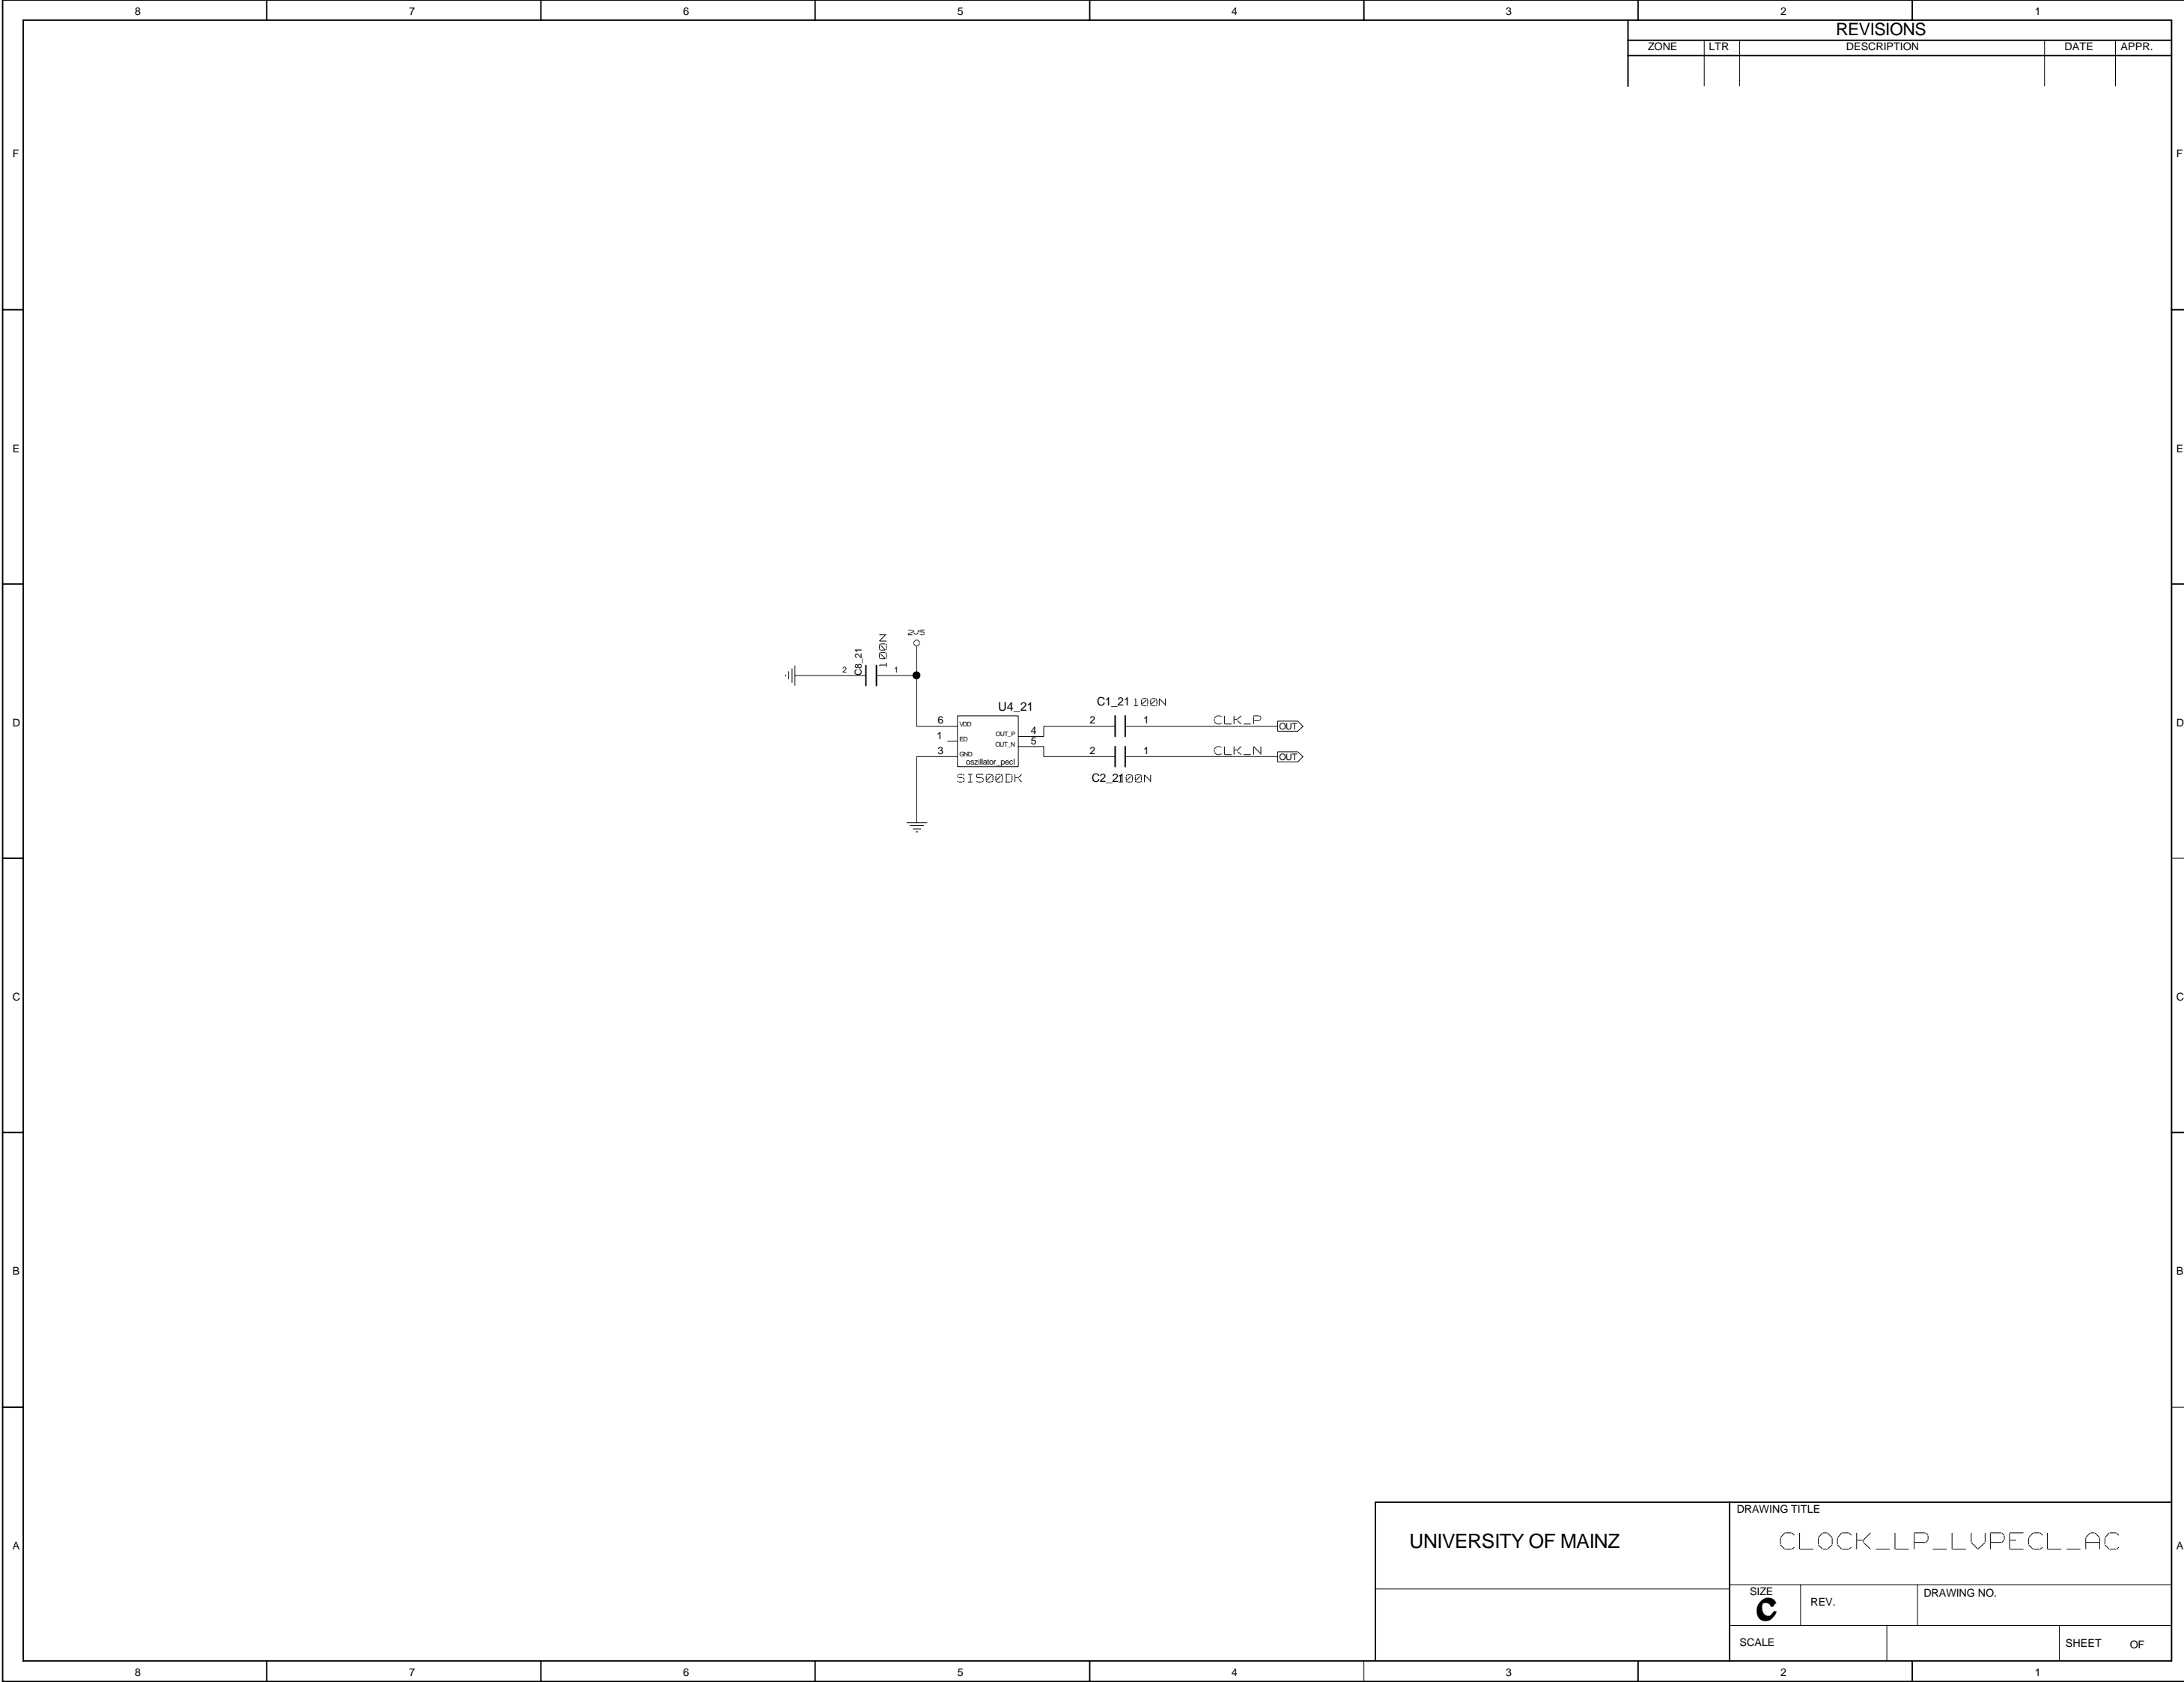 8 7 6 5 4 3 2 1
REVISIONS
ZONE LTR DESCRIPTION DATE APPR.
F F
E E
2V5
C8_21 100N
2 1
U4_21 C1_21 100N
6 VDD 2 1 CLK_P OUT
D D
OUT_P 4
1 ED
OUT_N 5
3 GND 2 1 CLK_N OUT
oszillator_pecl
SI500DK C2_21 100N
C C
B B
DRAWING TITLE
UNIVERSITY OF MAINZ CLOCK_LP_LVPECL_AC
A A
SIZE
C REV. DRAWING NO.
SCALE SHEET OF
8 7 6 5 4 3 2 1